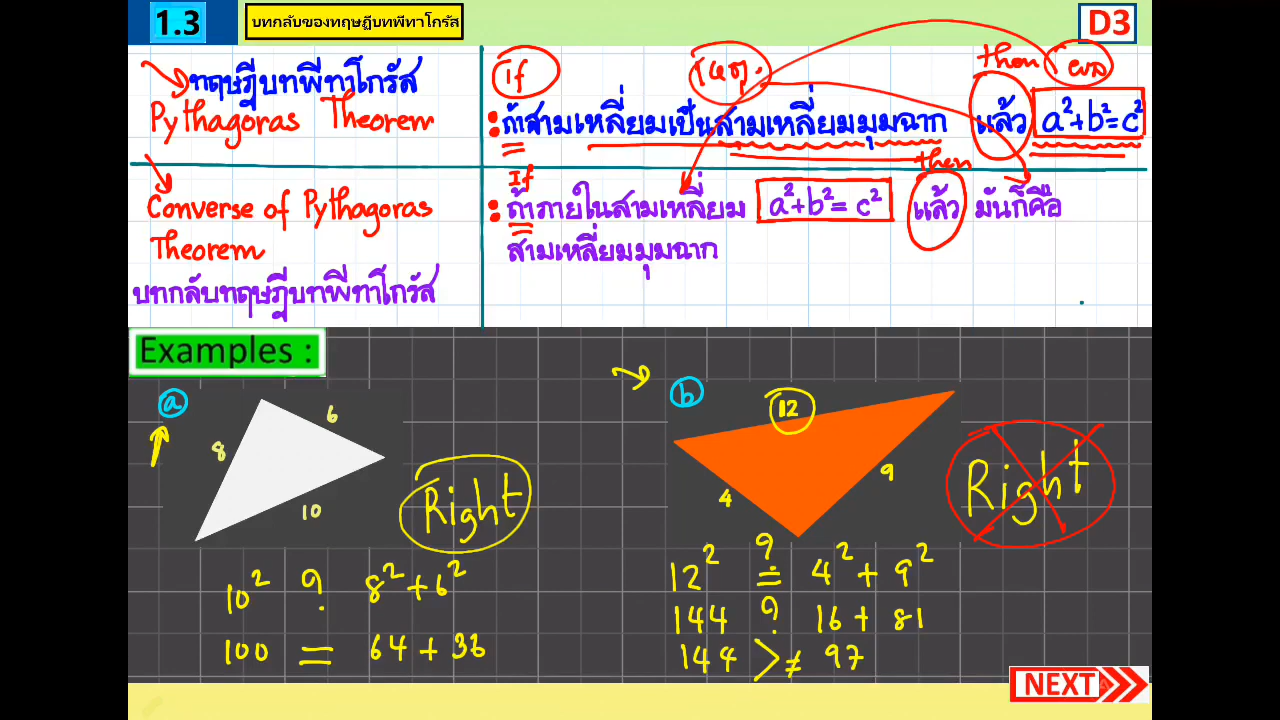 1.3
บทกลับของทฤษฎีบทพีทาโกรัส
D3
ทฤษฎีบทพีทาโกรัส
Pythagoras Theorem
If
เหตุ
then
ผล
: ถ้าสามเหลี่ยมเป็นสามเหลี่ยมมุมฉาก แล้ว a²+b²=c²
Converse of Pythagoras
Theorem
บทกลับทฤษฎีบทพีทาโกรัส
If
then
: ถ้าภายในสามเหลี่ยม a²+b²=c² แล้ว มันก็คือ
สามเหลี่ยมมุมฉาก
Examples :
a
6
8
10
Right
10² ? 8²+6²
100 = 64+36
b
12
4
9
Right
12² ≟ 4²+9²
144 ? 16+81
144 > ≠ 97
NEXT